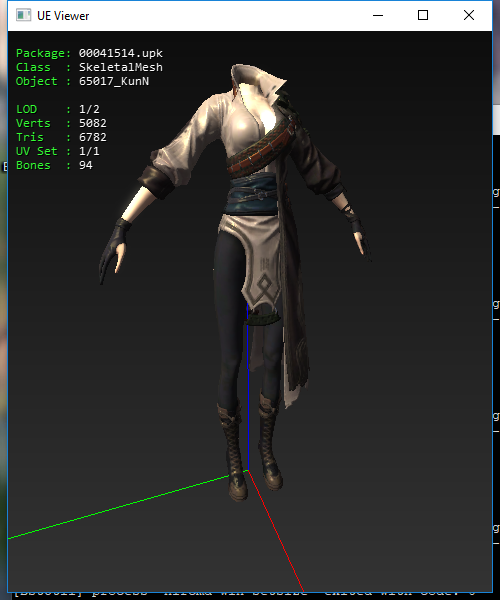 UE Viewer
Package: 00041514.upk
Class : SkeletalMesh
Object : 65017_KunN
LOD : 1/2
Verts : 5082
Tris : 6782
UV Set : 1/1
Bones : 94